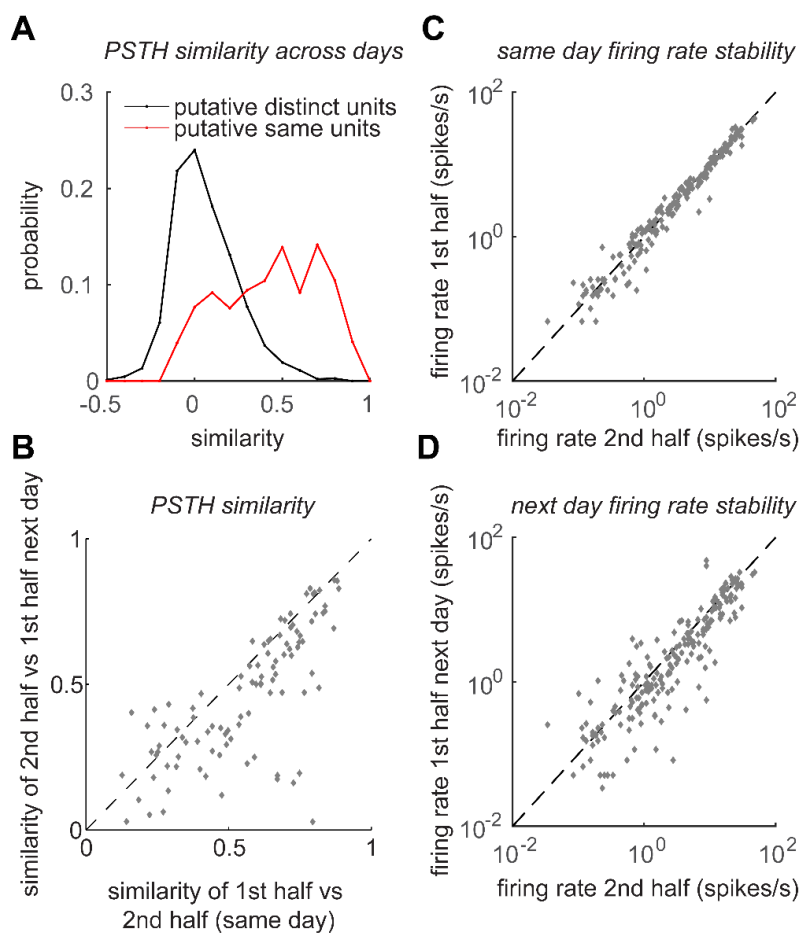 A
PSTH similarity across days
0.3
0.2
0.1
0
probability
putative distinct units
putative same units
-0.5
0
0.5
1
similarity
B
PSTH similarity
1
0.5
0
similarity of 2nd half vs 1st half next day
0
0.5
1
similarity of 1st half vs
2nd half (same day)
C
same day firing rate stability
10^2
10^0
10^-2
firing rate 1st half (spikes/s)
10^-2
10^0
10^2
firing rate 2nd half (spikes/s)
D
next day firing rate stability
10^2
10^0
10^-2
firing rate 1st half next day (spikes/s)
10^-2
10^0
10^2
firing rate 2nd half (spikes/s)